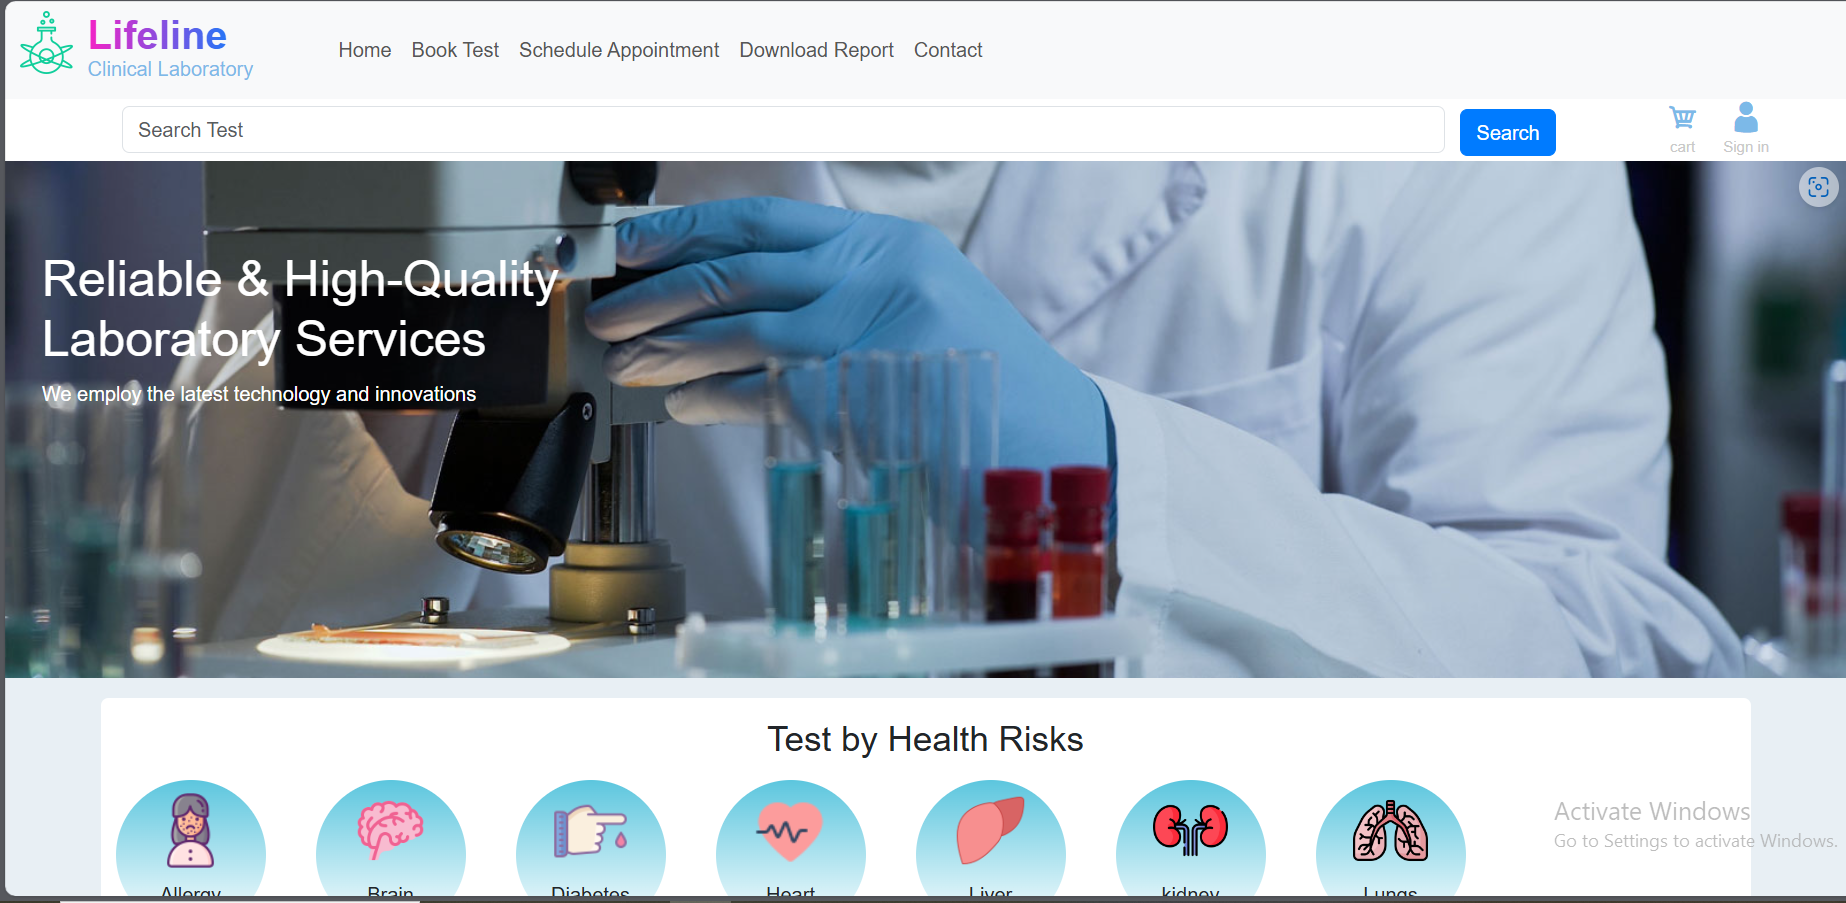 Lifeline
Clinical Laboratory
Home Book Test Schedule Appointment Download Report Contact
Search Test
Search
cart
Sign in
Reliable & High-Quality
Laboratory Services
We employ the latest technology and innovations
Test by Health Risks
Allergy
Brain
Diabetes
Heart
Liver
kidney
Lungs
Activate Windows
Go to Settings to activate Windows.